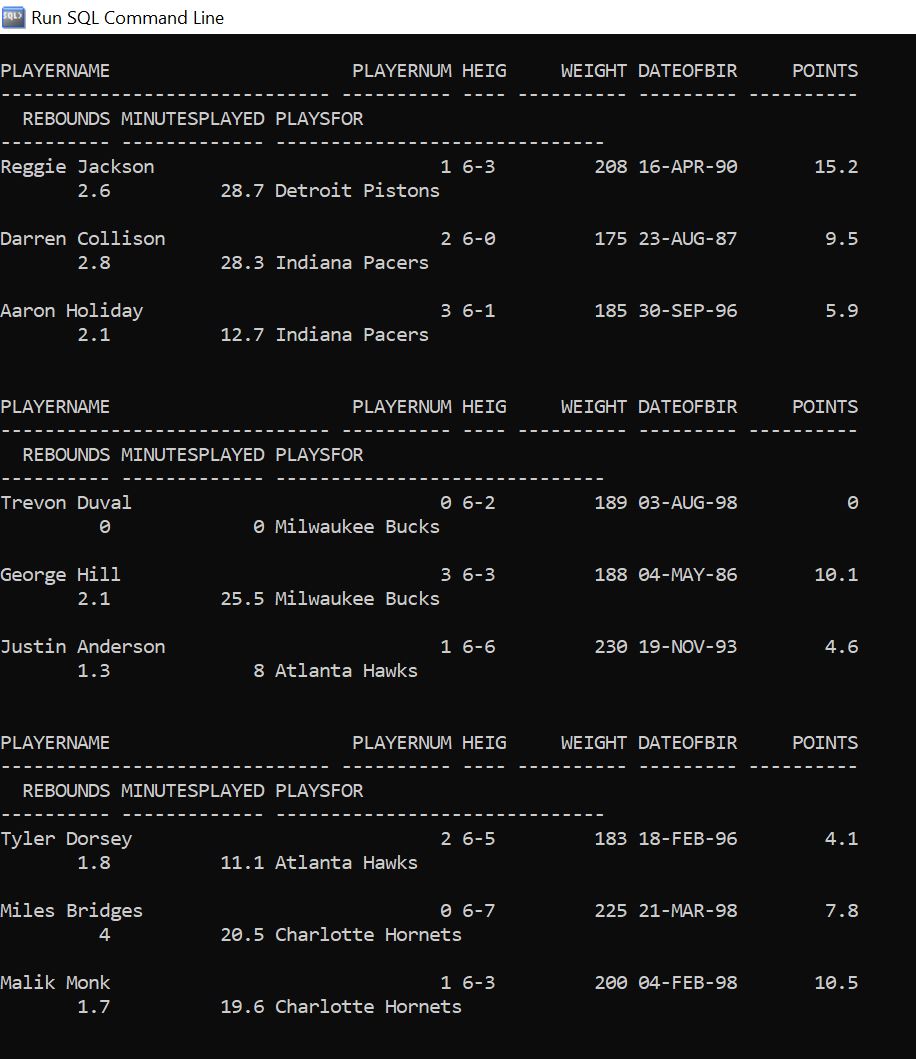 SQL> Run SQL Command Line
PLAYERNAME                      PLAYERNUM HEIG     WEIGHT DATEOFBIR     POINTS
------------------------------ ---------- ---- ---------- --------- ----------
  REBOUNDS MINUTESPLAYED PLAYSFOR
---------- ------------- ------------------------------
Reggie Jackson                          1 6-3         208 16-APR-90       15.2
       2.6          28.7 Detroit Pistons
Darren Collison                         2 6-0         175 23-AUG-87        9.5
       2.8          28.3 Indiana Pacers
Aaron Holiday                           3 6-1         185 30-SEP-96        5.9
       2.1          12.7 Indiana Pacers
PLAYERNAME                      PLAYERNUM HEIG     WEIGHT DATEOFBIR     POINTS
------------------------------ ---------- ---- ---------- --------- ----------
  REBOUNDS MINUTESPLAYED PLAYSFOR
---------- ------------- ------------------------------
Trevon Duval                            0 6-2         189 03-AUG-98          0
         0             0 Milwaukee Bucks
George Hill                             3 6-3         188 04-MAY-86       10.1
       2.1          25.5 Milwaukee Bucks
Justin Anderson                         1 6-6         230 19-NOV-93        4.6
       1.3             8 Atlanta Hawks
PLAYERNAME                      PLAYERNUM HEIG     WEIGHT DATEOFBIR     POINTS
------------------------------ ---------- ---- ---------- --------- ----------
  REBOUNDS MINUTESPLAYED PLAYSFOR
---------- ------------- ------------------------------
Tyler Dorsey                            2 6-5         183 18-FEB-96        4.1
       1.8          11.1 Atlanta Hawks
Miles Bridges                           0 6-7         225 21-MAR-98        7.8
         4          20.5 Charlotte Hornets
Malik Monk                              1 6-3         200 04-FEB-98       10.5
       1.7          19.6 Charlotte Hornets